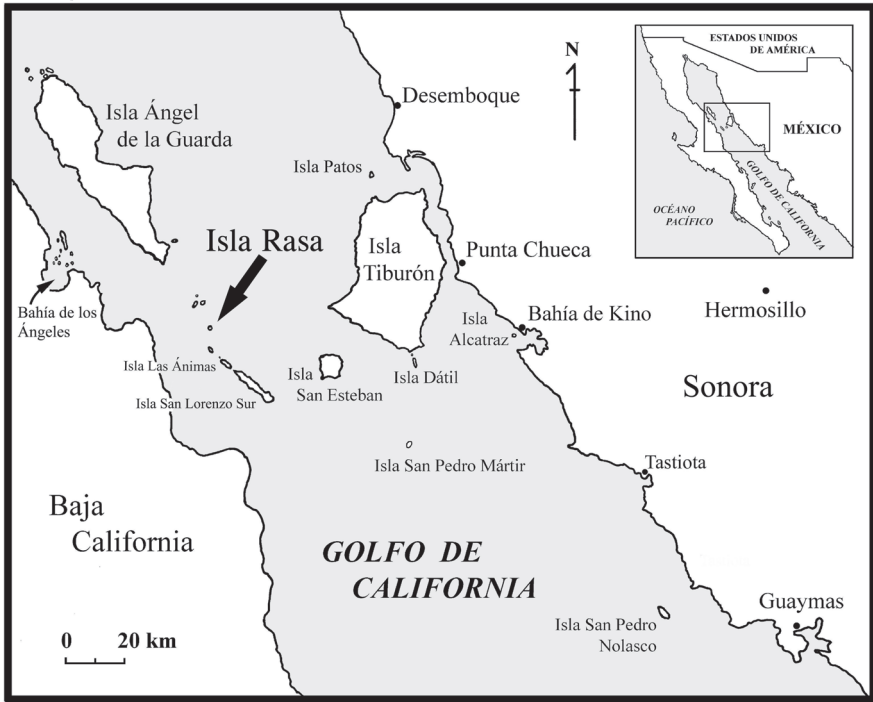 Isla Ángel
de la Guarda
Desemboque
N
ESTADOS UNIDOS
DE AMÉRICA
MÉXICO
GOLFO DE CALIFORNIA
OCÉANO
PACÍFICO
Isla Patos
Isla Rasa
Isla
Tiburón
Punta Chueca
Bahía de los
Ángeles
Isla
Alcatraz
Bahía de Kino
Hermosillo
Isla Las Ánimas
Isla San Lorenzo Sur
Isla
San Esteban
Isla Dátil
Sonora
Isla San Pedro Mártir
Tastiota
Baja
California
GOLFO DE
CALIFORNIA
Isla San Pedro
Nolasco
Guaymas
0 20 km